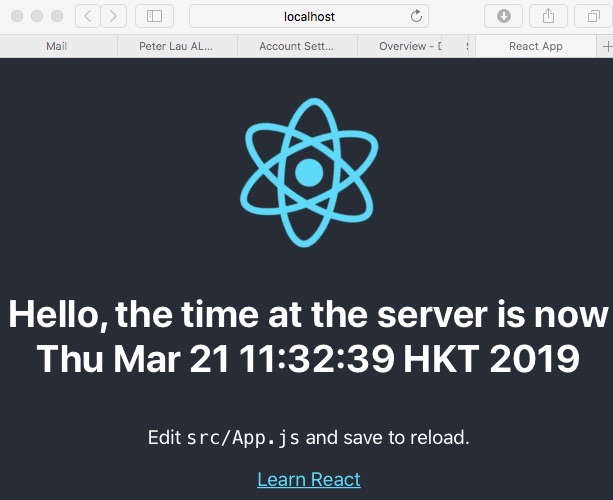 localhost
Mail
Peter Lau AL...
Account Sett...
Overview -
React App
Hello, the time at the server is now
Thu Mar 21 11:32:39 HKT 2019
Edit src/App.js and save to reload.
Learn React